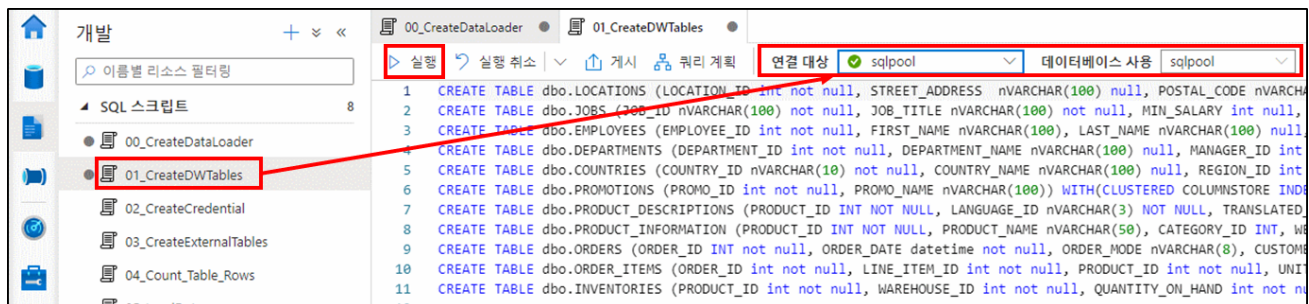 개발
이름별 리소스 필터링
SQL 스크립트 8
00_CreateDataLoader
01_CreateDWTables
02_CreateCredential
03_CreateExternalTables
04_Count_Table_Rows
00_CreateDataLoader 01_CreateDWTables
실행 실행 취소 게시 쿼리 계획 연결 대상 sqlpool 데이터베이스 사용 sqlpool
1 CREATE TABLE dbo.LOCATIONS (LOCATION_ID int not null, STREET_ADDRESS nVARCHAR(100) null, POSTAL_CODE nVARCHA
2 CREATE TABLE dbo.JOBS (JOB_ID nVARCHAR(100) not null, JOB_TITLE nVARCHAR(100) not null, MIN_SALARY int null,
3 CREATE TABLE dbo.EMPLOYEES (EMPLOYEE_ID int not null, FIRST_NAME nVARCHAR(100), LAST_NAME nVARCHAR(100) null,
4 CREATE TABLE dbo.DEPARTMENTS (DEPARTMENT_ID int not null, DEPARTMENT_NAME nVARCHAR(100) null, MANAGER_ID int
5 CREATE TABLE dbo.COUNTRIES (COUNTRY_ID nVARCHAR(10) not null, COUNTRY_NAME nVARCHAR(100) null, REGION_ID int
6 CREATE TABLE dbo.PROMOTIONS (PROMO_ID int not null, PROMO_NAME nVARCHAR(100)) WITH(CLUSTERED COLUMNSTORE INDE
7 CREATE TABLE dbo.PRODUCT_DESCRIPTIONS (PRODUCT_ID INT NOT NULL, LANGUAGE_ID nVARCHAR(3) NOT NULL, TRANSLATED_
8 CREATE TABLE dbo.PRODUCT_INFORMATION (PRODUCT_ID INT NOT NULL, PRODUCT_NAME nVARCHAR(50), CATEGORY_ID INT, WE
9 CREATE TABLE dbo.ORDERS (ORDER_ID INT not null, ORDER_DATE datetime not null, ORDER_MODE nVARCHAR(8), CUSTOME
10 CREATE TABLE dbo.ORDER_ITEMS (ORDER_ID int not null, LINE_ITEM_ID int not null, PRODUCT_ID int not null, UNIT
11 CREATE TABLE dbo.INVENTORIES (PRODUCT_ID int not null, WAREHOUSE_ID int not null, QUANTITY_ON_HAND int not nu